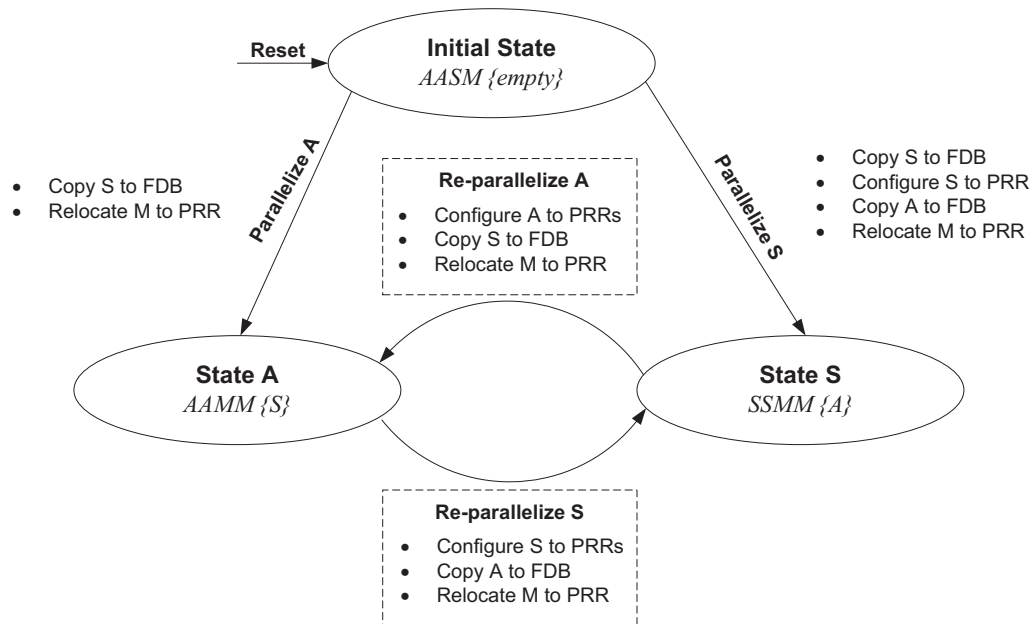 Reset
Initial State
AASM {empty}
Parallelize A
• Copy S to FDB
• Relocate M to PRR
Parallelize S
• Copy S to FDB
• Configure S to PRR
• Copy A to FDB
• Relocate M to PRR
Re-parallelize A
• Configure A to PRRs
• Copy S to FDB
• Relocate M to PRR
State A
AAMM {S}
State S
SSMM {A}
Re-parallelize S
• Configure S to PRRs
• Copy A to FDB
• Relocate M to PRR